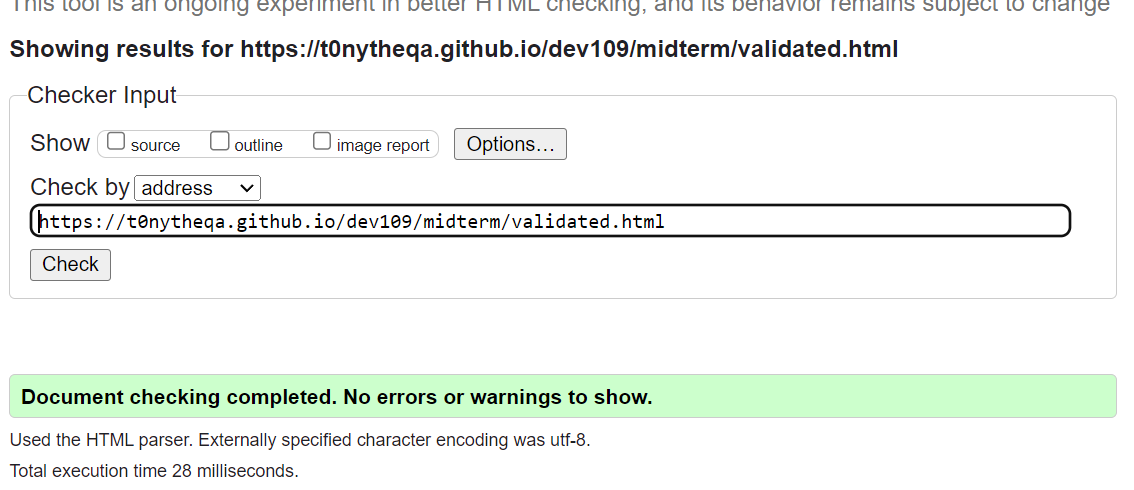 This tool is an ongoing experiment in better HTML checking, and its behavior remains subject to change
Showing results for https://t0nytheqa.github.io/dev109/midterm/validated.html
Checker Input
Show source outline image report Options...
Check by address
https://t0nytheqa.github.io/dev109/midterm/validated.html
Check
Document checking completed. No errors or warnings to show.
Used the HTML parser. Externally specified character encoding was utf-8.
Total execution time 28 milliseconds.